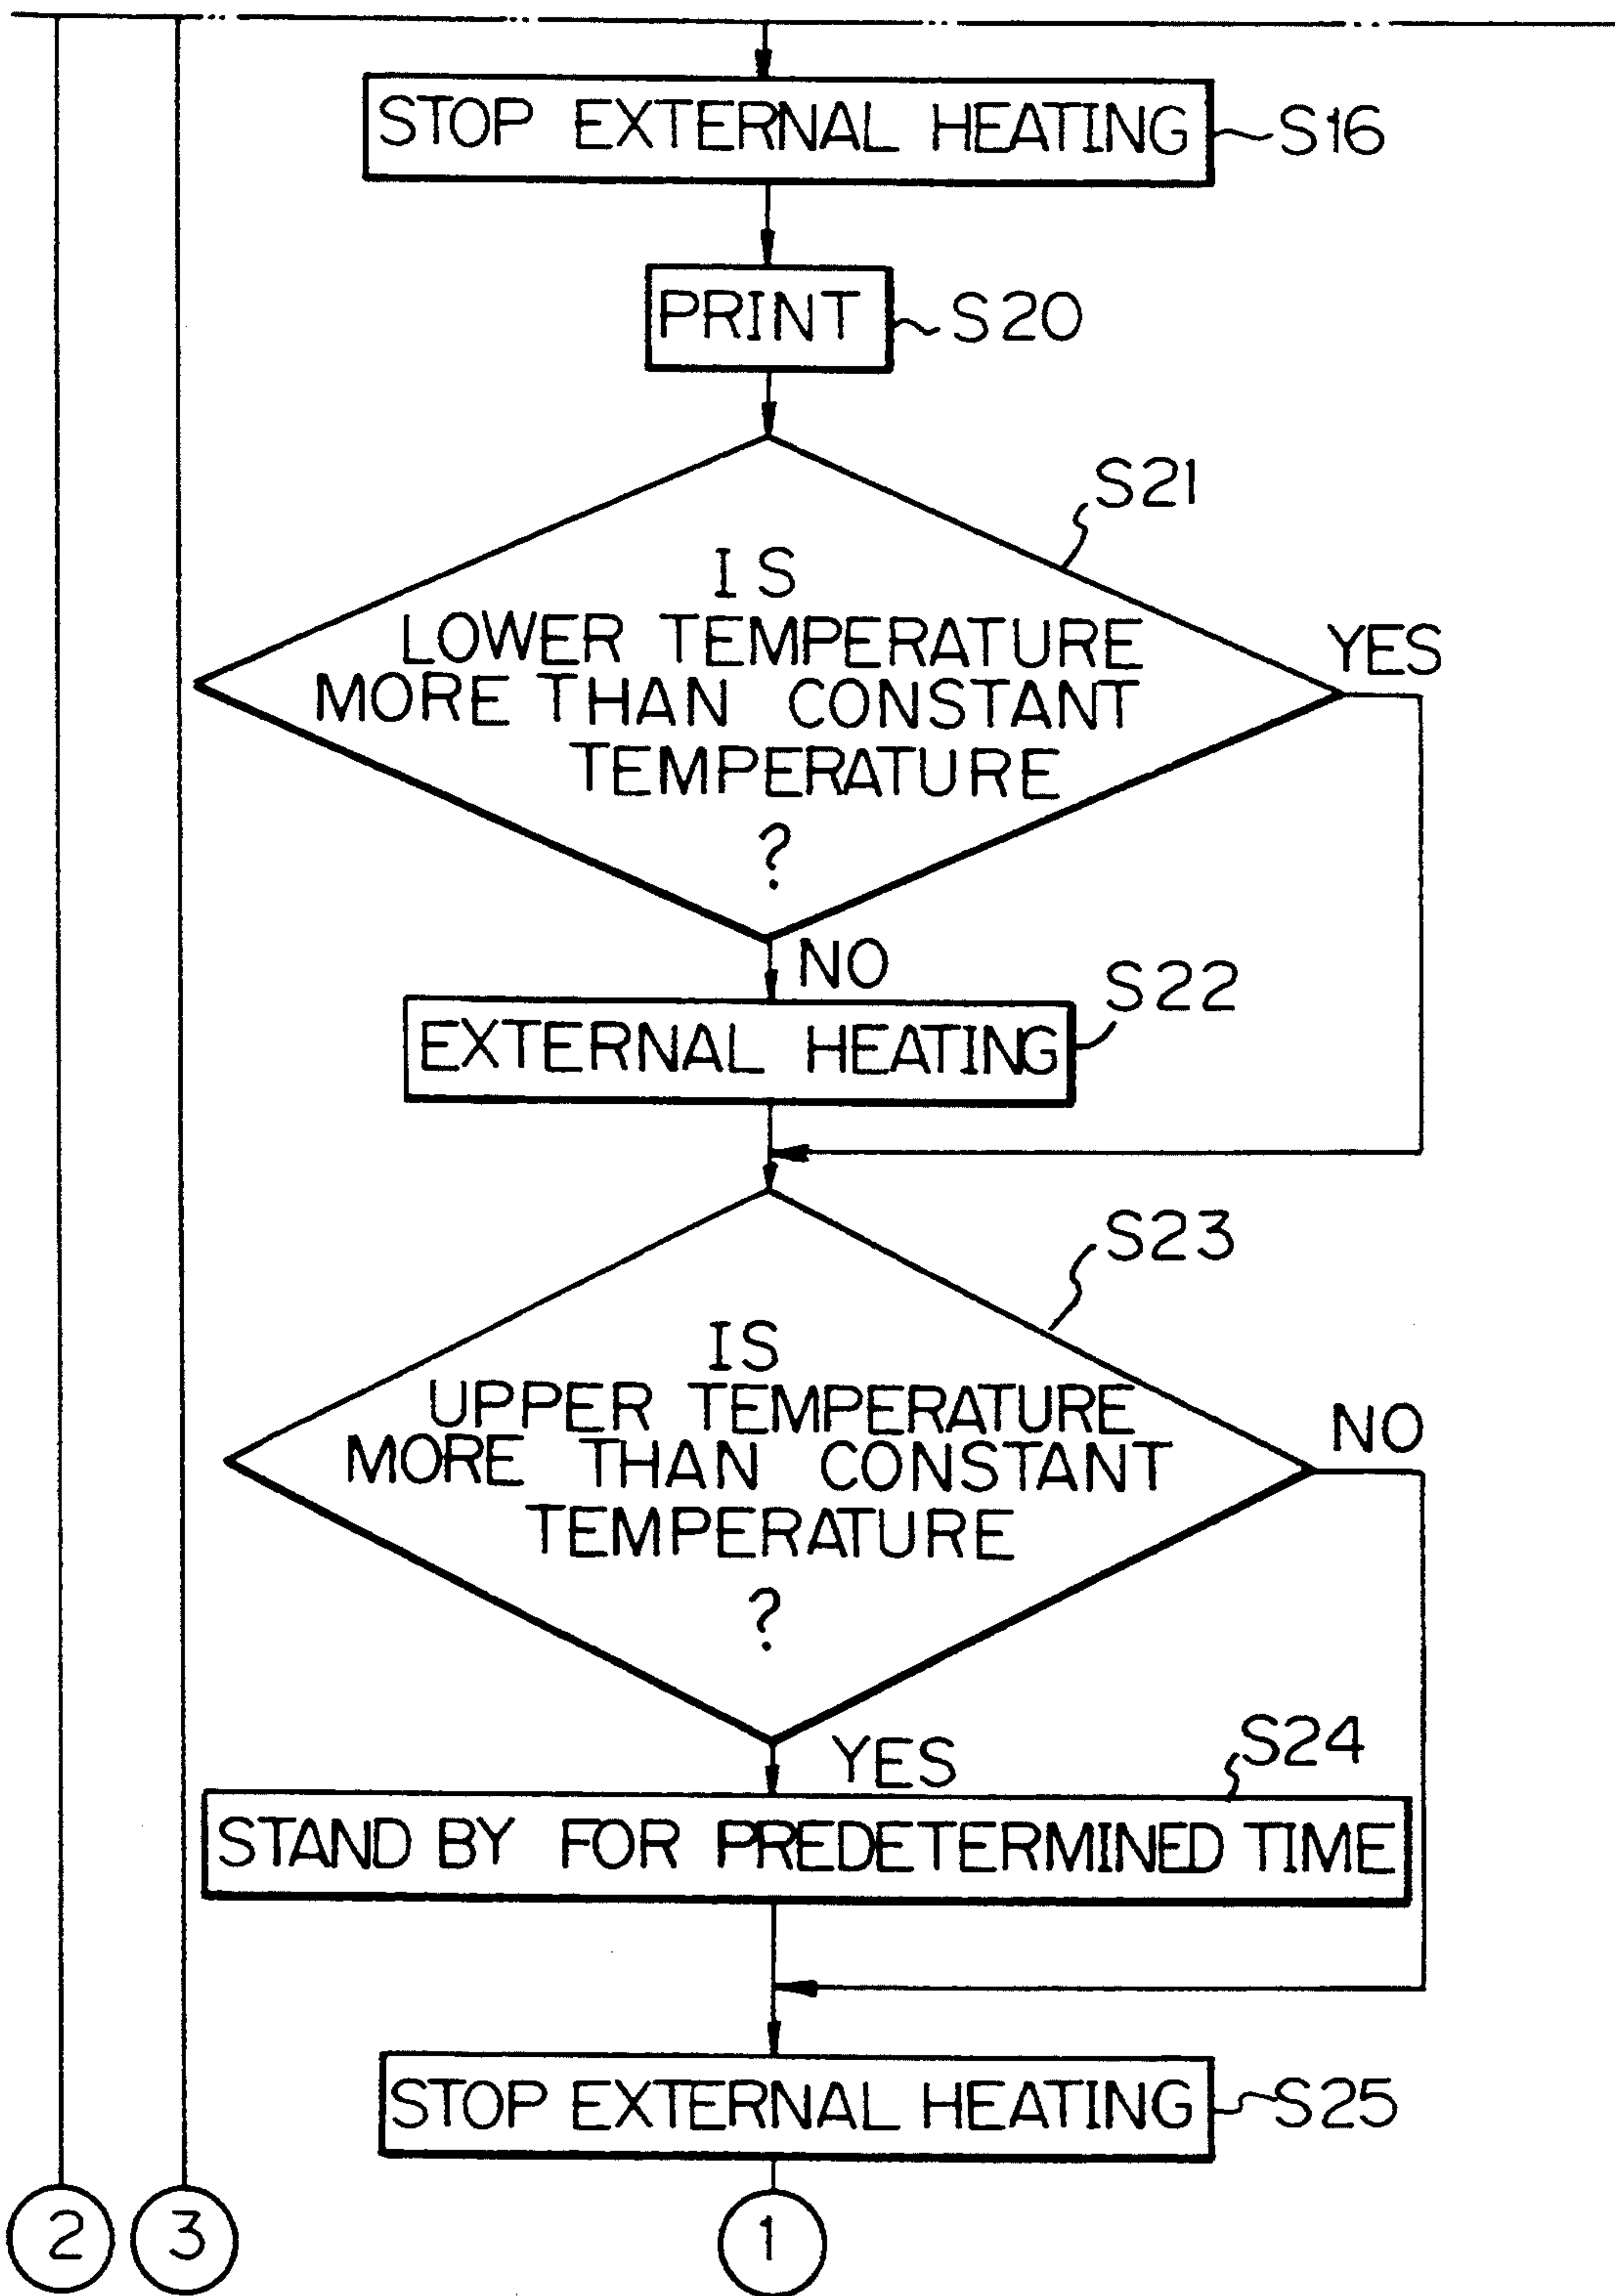 STOP EXTERNAL HEATING S16
PRINT S20
S21
IS
LOWER TEMPERATURE
MORE THAN CONSTANT
TEMPERATURE
?
YES
NO
S22
EXTERNAL HEATING
S23
IS
UPPER TEMPERATURE
MORE THAN CONSTANT
TEMPERATURE
?
NO
YES
S24
STAND BY FOR PREDETERMINED TIME
STOP EXTERNAL HEATING S25
2 3 1